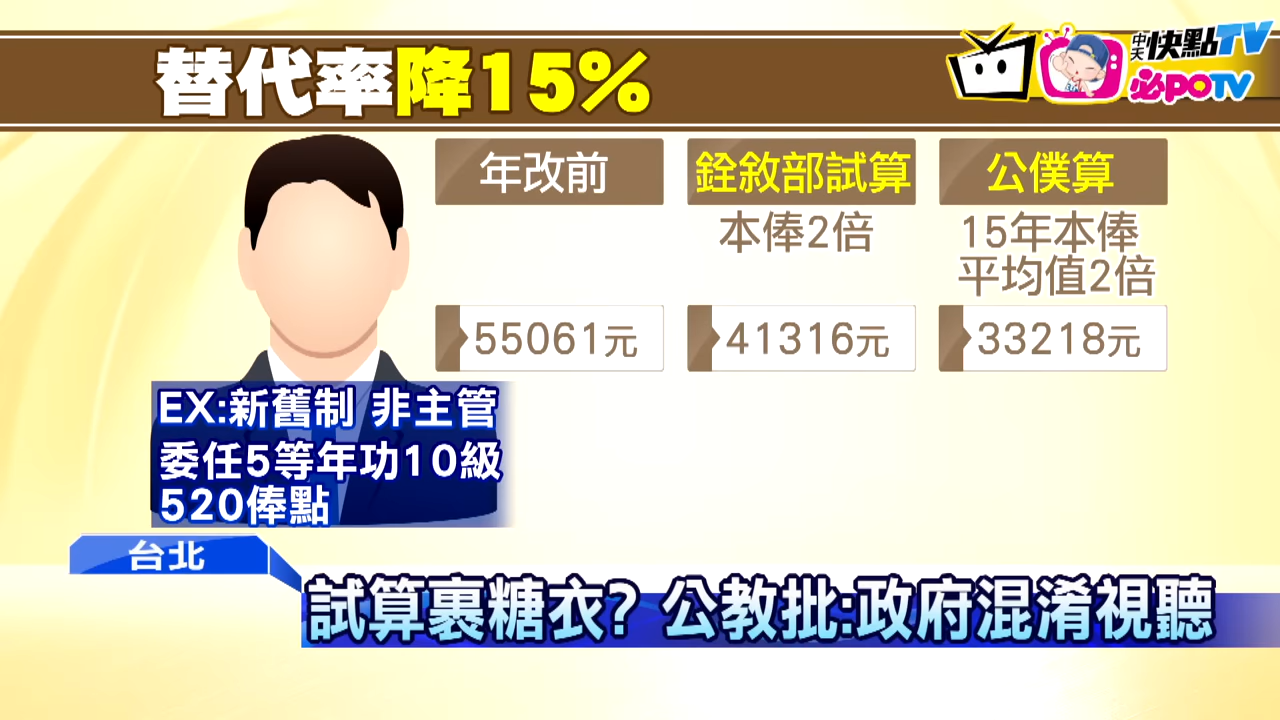 替代率降15%
中天快點TV
必POTV
年改前
銓敘部試算
公僕算
本俸2倍
15年本俸
平均值2倍
55061元
41316元
33218元
EX:新舊制 非主管
委任5等年功10級
520俸點
台北
試算裹糖衣? 公教批:政府混淆視聽